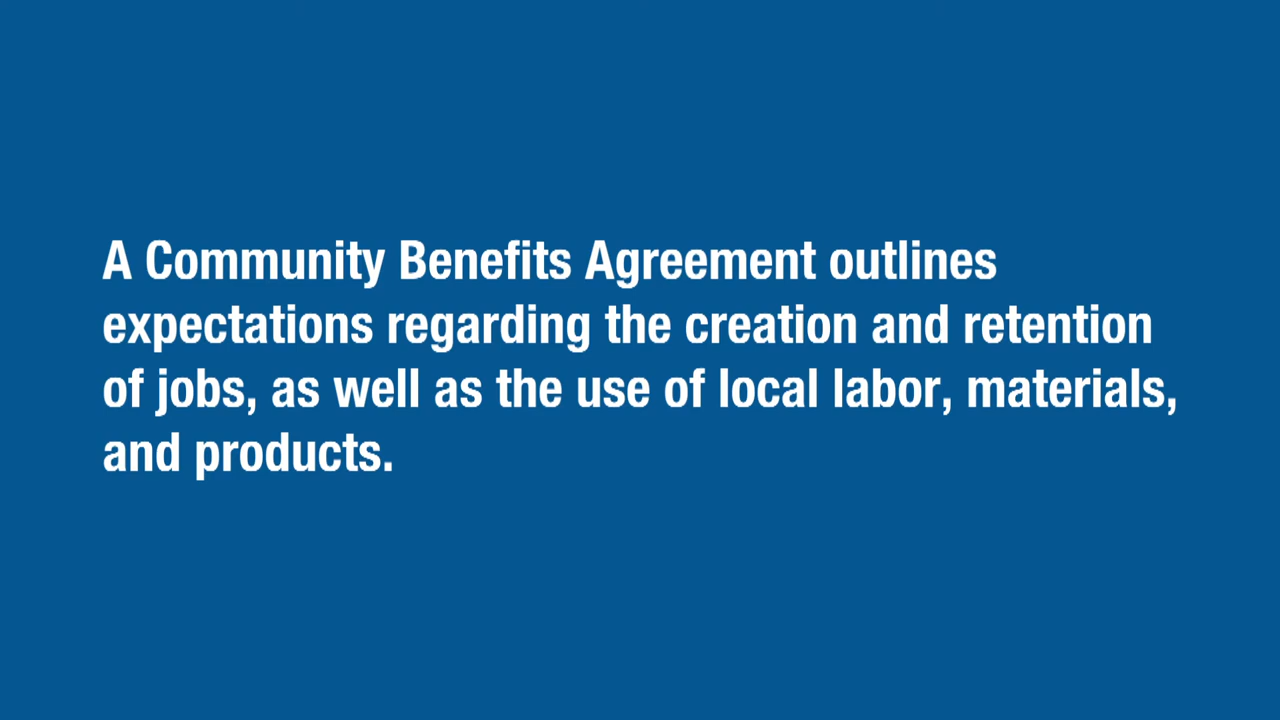 A Community Benefits Agreement outlines
expectations regarding the creation and retention
of jobs, as well as the use of local labor, materials,
and products.